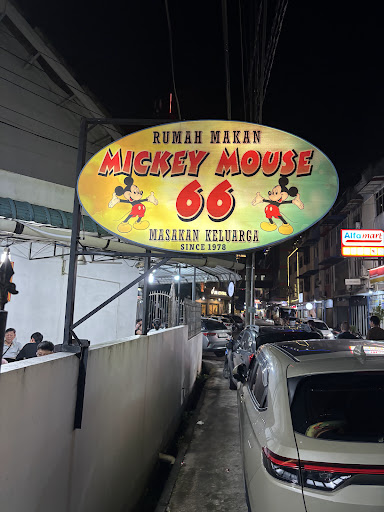 RUMAH MAKAN
MICKEY MOUSE
66
MASAKAN KELUARGA
SINCE 1978
Alfamart